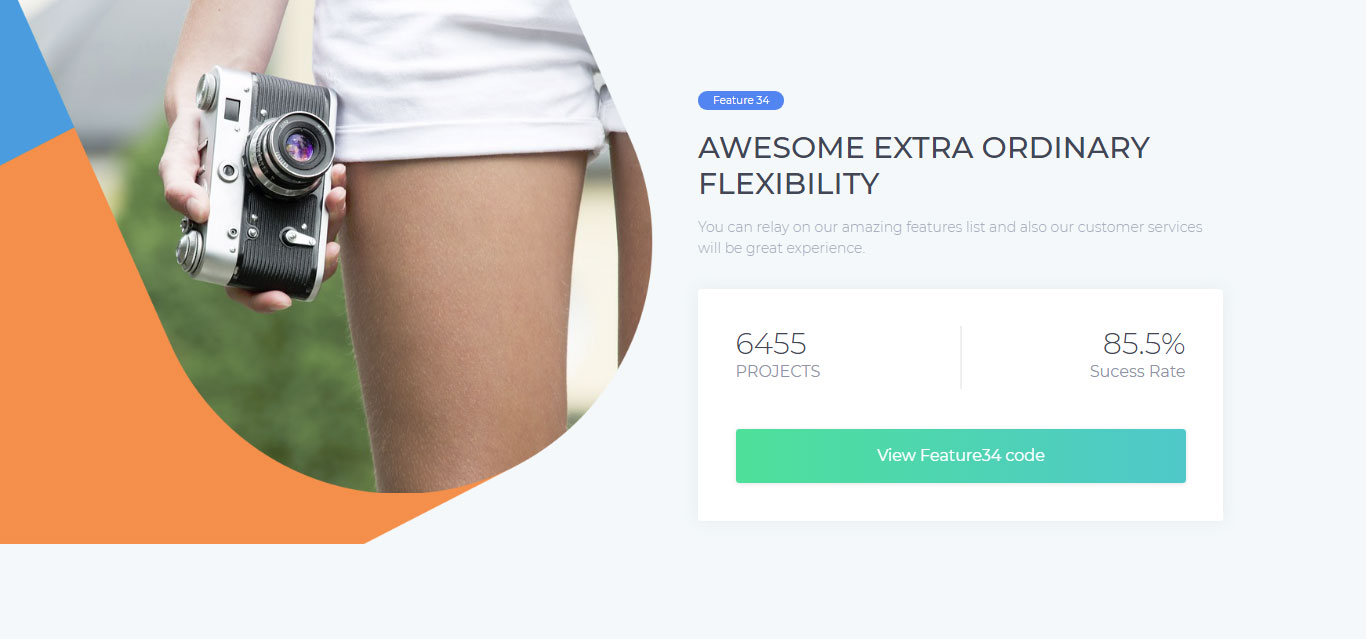 Feature 34
AWESOME EXTRA ORDINARY
FLEXIBILITY
You can relay on our amazing features list and also our customer services
will be great experience.
6455
PROJECTS
85.5%
Sucess Rate
View Feature34 code